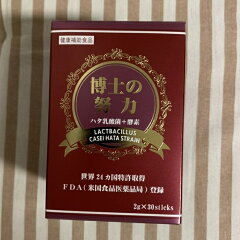 健康補助食品
博士の
努力
ハタ乳酸菌+酵素
LACTBACILLUS
CASEI HATA STRAIN
世界24カ国特許取得
FDA(米国食品医薬品局)登録
2g×30sticks